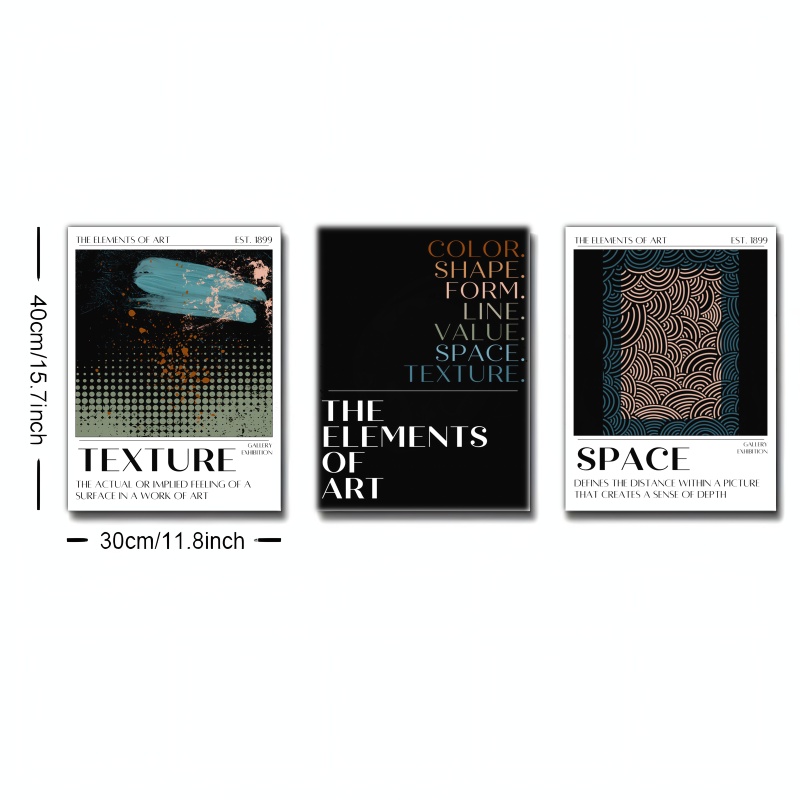 THE ELEMENTS OF ART EST. 1899
TEXTURE
GALLERY
EXHIBITION
THE ACTUAL OR IMPLIED FEELING OF A
SURFACE IN A WORK OF ART
COLOR.
SHAPE.
FORM.
LINE.
VALUE.
SPACE.
TEXTURE.
THE
ELEMENTS
OF
ART
THE ELEMENTS OF ART EST. 1899
SPACE
GALLERY
EXHIBITION
DEFINES THE DISTANCE WITHIN A PICTURE
THAT CREATES A SENSE OF DEPTH
40cm/15.7inch
30cm/11.8inch